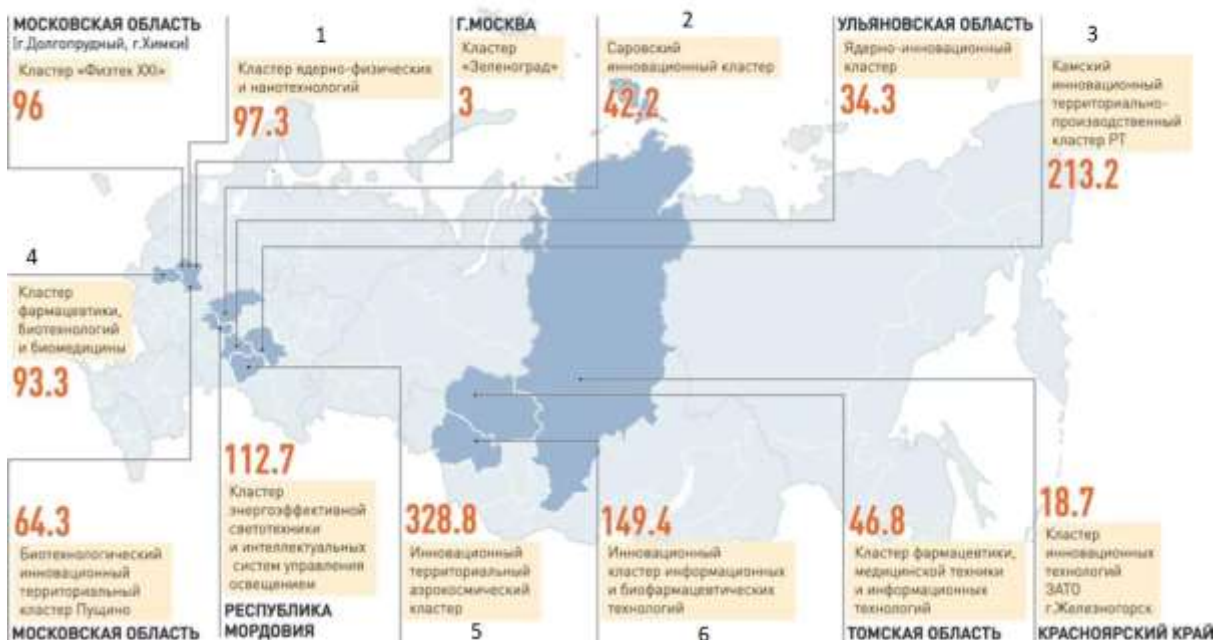 МОСКОВСКАЯ ОБЛАСТЬ
(г.Долгопрудный, г.Химки)
Кластер «Физтех XXI»
96
1
Кластер ядерно-физических
и нанотехнологий
97.3
Г.МОСКВА
Кластер
«Зеленоград»
3
2
Саровский
инновационный кластер
42.2
УЛЬЯНОВСКАЯ ОБЛАСТЬ
Ядерно-инновационный
кластер
34.3
3
Камский
инновационный
территориально-
производственный
кластер РТ
213.2
4
Кластер
фармацевтики,
биотехнологий
и биомедицины
93.3
64.3
Биотехнологический
инновационный
территориальный
кластер Пущино
МОСКОВСКАЯ ОБЛАСТЬ
112.7
Кластер
энергоэффективной
светотехники
и интеллектуальных
систем управления
освещением
РЕСПУБЛИКА
МОРДОВИЯ
328.8
Инновационный
территориальный
аэрокосмический
кластер
5
149.4
Инновационный
кластер информационных
и биофармацевтических
технологий
6
46.8
Кластер фармацевтики,
медицинской техники
и информационных
технологий
ТОМСКАЯ ОБЛАСТЬ
18.7
Кластер
инновационных
технологий
ЗАТО
г.Железногорск
КРАСНОЯРСКИЙ КРАЙ